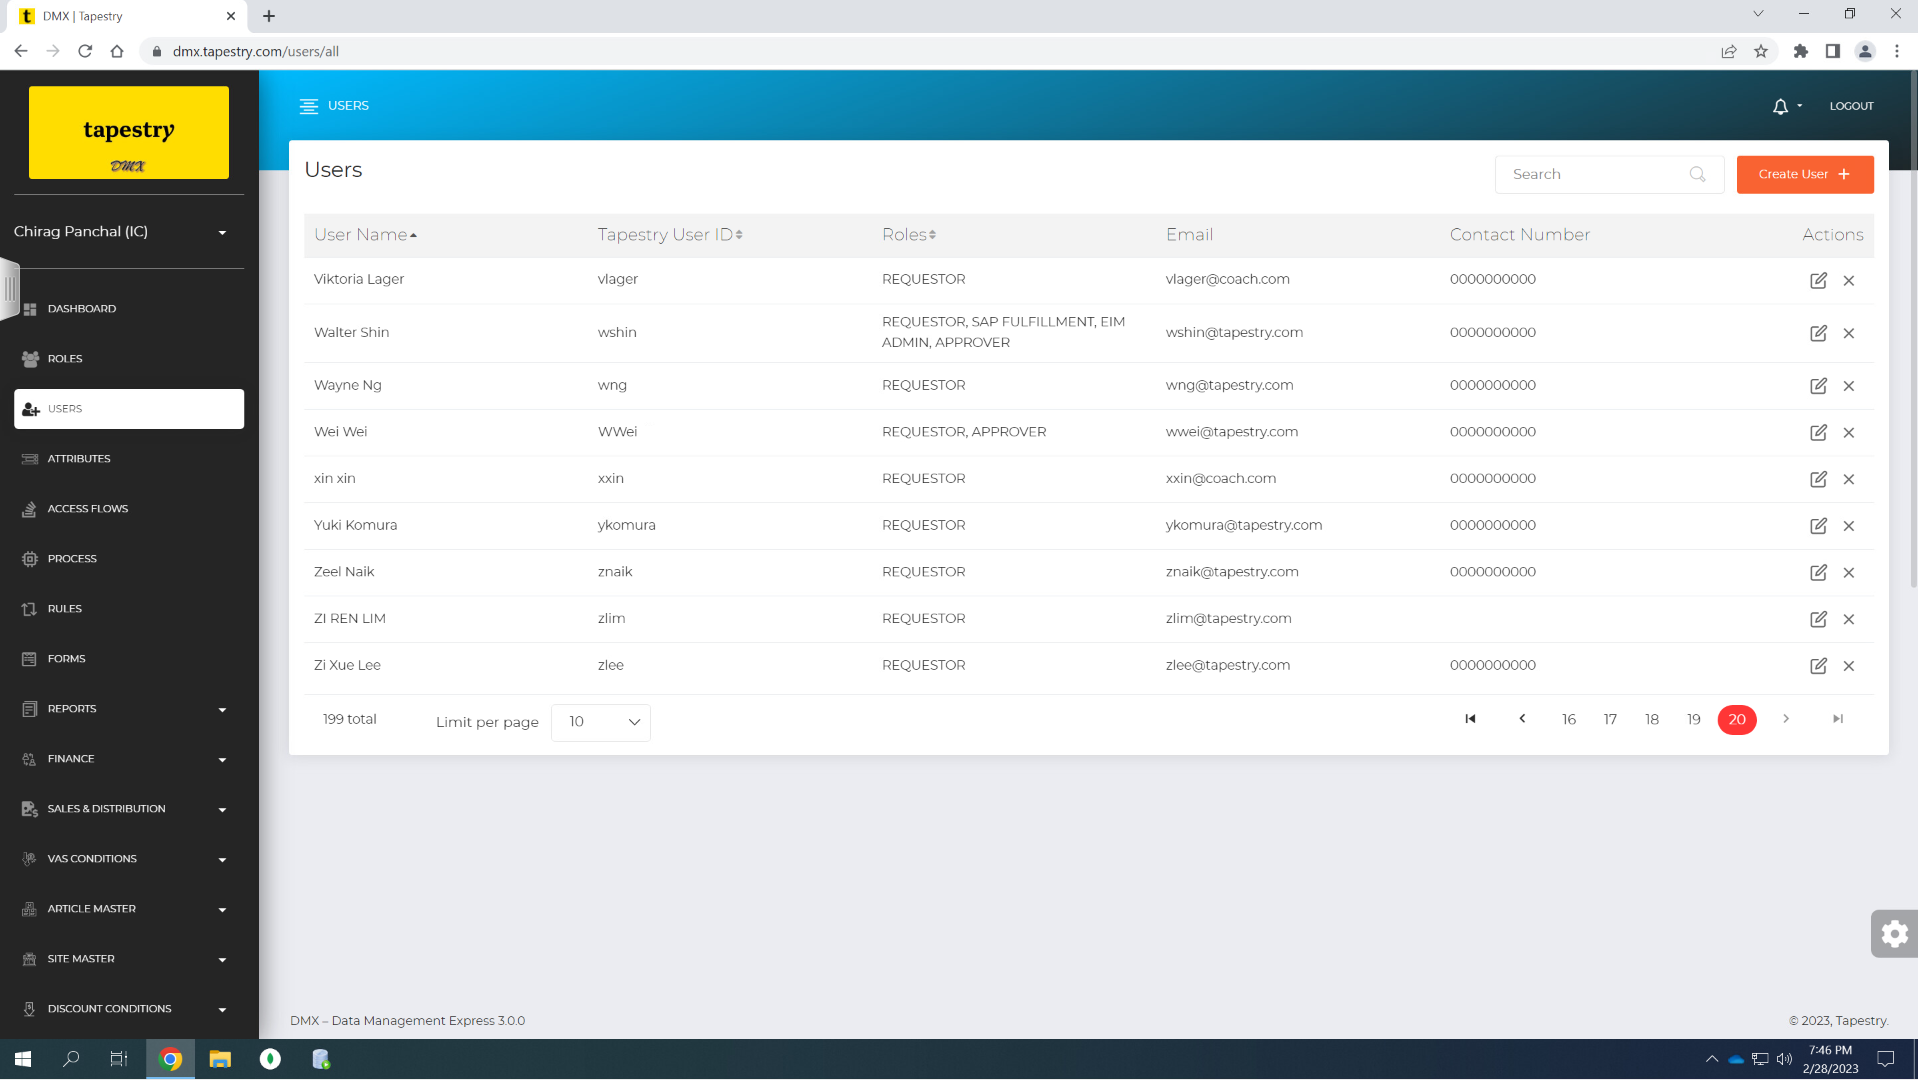 DMX | Tapestry
dmx.tapestry.com/users/all
tapestry
DMX
USERS
LOGOUT
Chirag Panchal (IC)
DASHBOARD
ROLES
USERS
ATTRIBUTES
ACCESS FLOWS
PROCESS
RULES
FORMS
REPORTS
FINANCE
SALES & DISTRIBUTION
VAS CONDITIONS
ARTICLE MASTER
SITE MASTER
DISCOUNT CONDITIONS
Users
Search
Create User +
User Name Tapestry User ID Roles Email Contact Number Actions
Viktoria Lager vlager REQUESTOR vlager@coach.com 0000000000
Walter Shin wshin REQUESTOR, SAP FULFILLMENT, EIM ADMIN, APPROVER wshin@tapestry.com 0000000000
Wayne Ng wng REQUESTOR wng@tapestry.com 0000000000
Wei Wei WWei REQUESTOR, APPROVER wwei@tapestry.com 0000000000
xin xin xxin REQUESTOR xxin@coach.com 0000000000
Yuki Komura ykomura REQUESTOR ykomura@tapestry.com 0000000000
Zeel Naik znaik REQUESTOR znaik@tapestry.com 0000000000
ZI REN LIM zlim REQUESTOR zlim@tapestry.com
Zi Xue Lee zlee REQUESTOR zlee@tapestry.com 0000000000
199 total Limit per page 10 16 17 18 19 20
DMX – Data Management Express 3.0.0
© 2023, Tapestry.
7:46 PM
2/28/2023